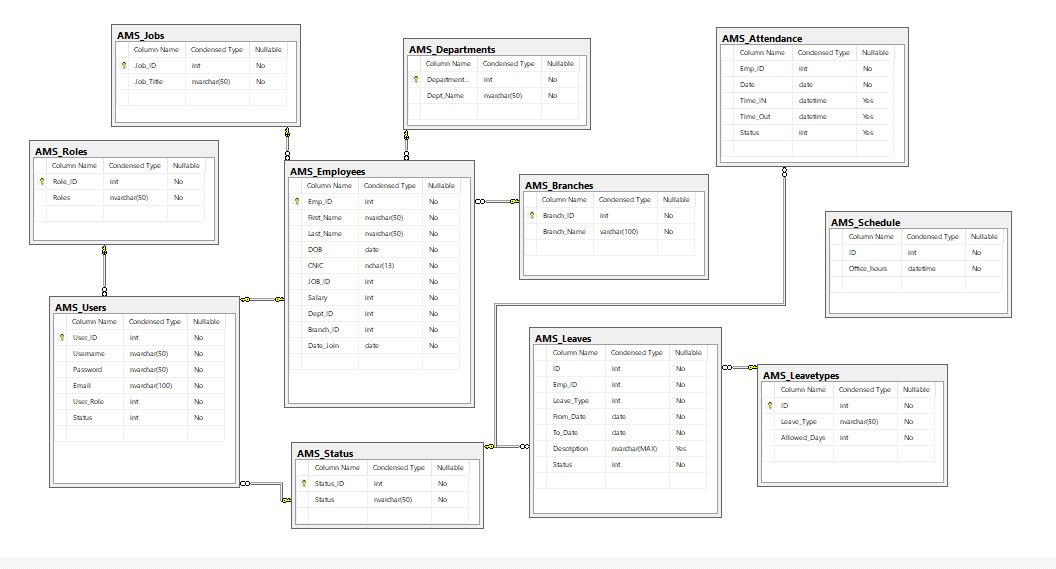 AMS_Jobs
Column Name Condensed Type Nullable
Job_ID int No
Job_Title nvarchar(50) No
AMS_Departments
Column Name Condensed Type Nullable
Department... int No
Dept_Name nvarchar(50) No
AMS_Attendance
Column Name Condensed Type Nullable
Emp_ID int No
Date date No
Time_IN datetime Yes
Time_Out datetime Yes
Status int Yes
AMS_Roles
Column Name Condensed Type Nullable
Role_ID int No
Roles nvarchar(50) No
AMS_Employees
Column Name Condensed Type Nullable
Emp_ID int No
First_Name nvarchar(50) No
Last_Name nvarchar(50) No
DOB date No
CNIC nchar(13) No
JOB_ID int No
Salary int No
Dept_ID int No
Branch_ID int No
Date_Join date No
AMS_Branches
Column Name Condensed Type Nullable
Branch_ID int No
Branch_Name varchar(100) No
AMS_Schedule
Column Name Condensed Type Nullable
ID int No
Office_hours datetime No
AMS_Users
Column Name Condensed Type Nullable
User_ID int No
Username nvarchar(50) No
Password nvarchar(50) No
Email nvarchar(100) No
User_Role int No
Status int No
AMS_Leaves
Column Name Condensed Type Nullable
ID int No
Emp_ID int No
Leave_Type int No
From_Date date No
To_Date date No
Description nvarchar(MAX) Yes
Status int No
AMS_Leavetypes
Column Name Condensed Type Nullable
ID int No
Leave_Type nvarchar(50) No
Allowed_Days int No
AMS_Status
Column Name Condensed Type Nullable
Status_ID int No
Status nvarchar(50) No